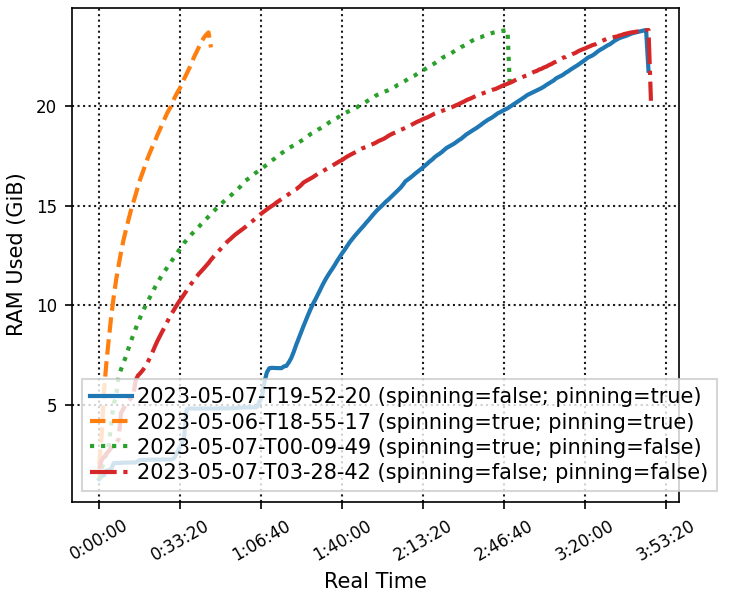 20
15
10
5
RAM Used (GiB)
2023-05-07-T19-52-20 (spinning=false; pinning=true)
2023-05-06-T18-55-17 (spinning=true; pinning=true)
2023-05-07-T00-09-49 (spinning=true; pinning=false)
2023-05-07-T03-28-42 (spinning=false; pinning=false)
0:00:00
0:33:20
1:06:40
1:40:00
2:13:20
2:46:40
3:20:00
3:53:20
Real Time